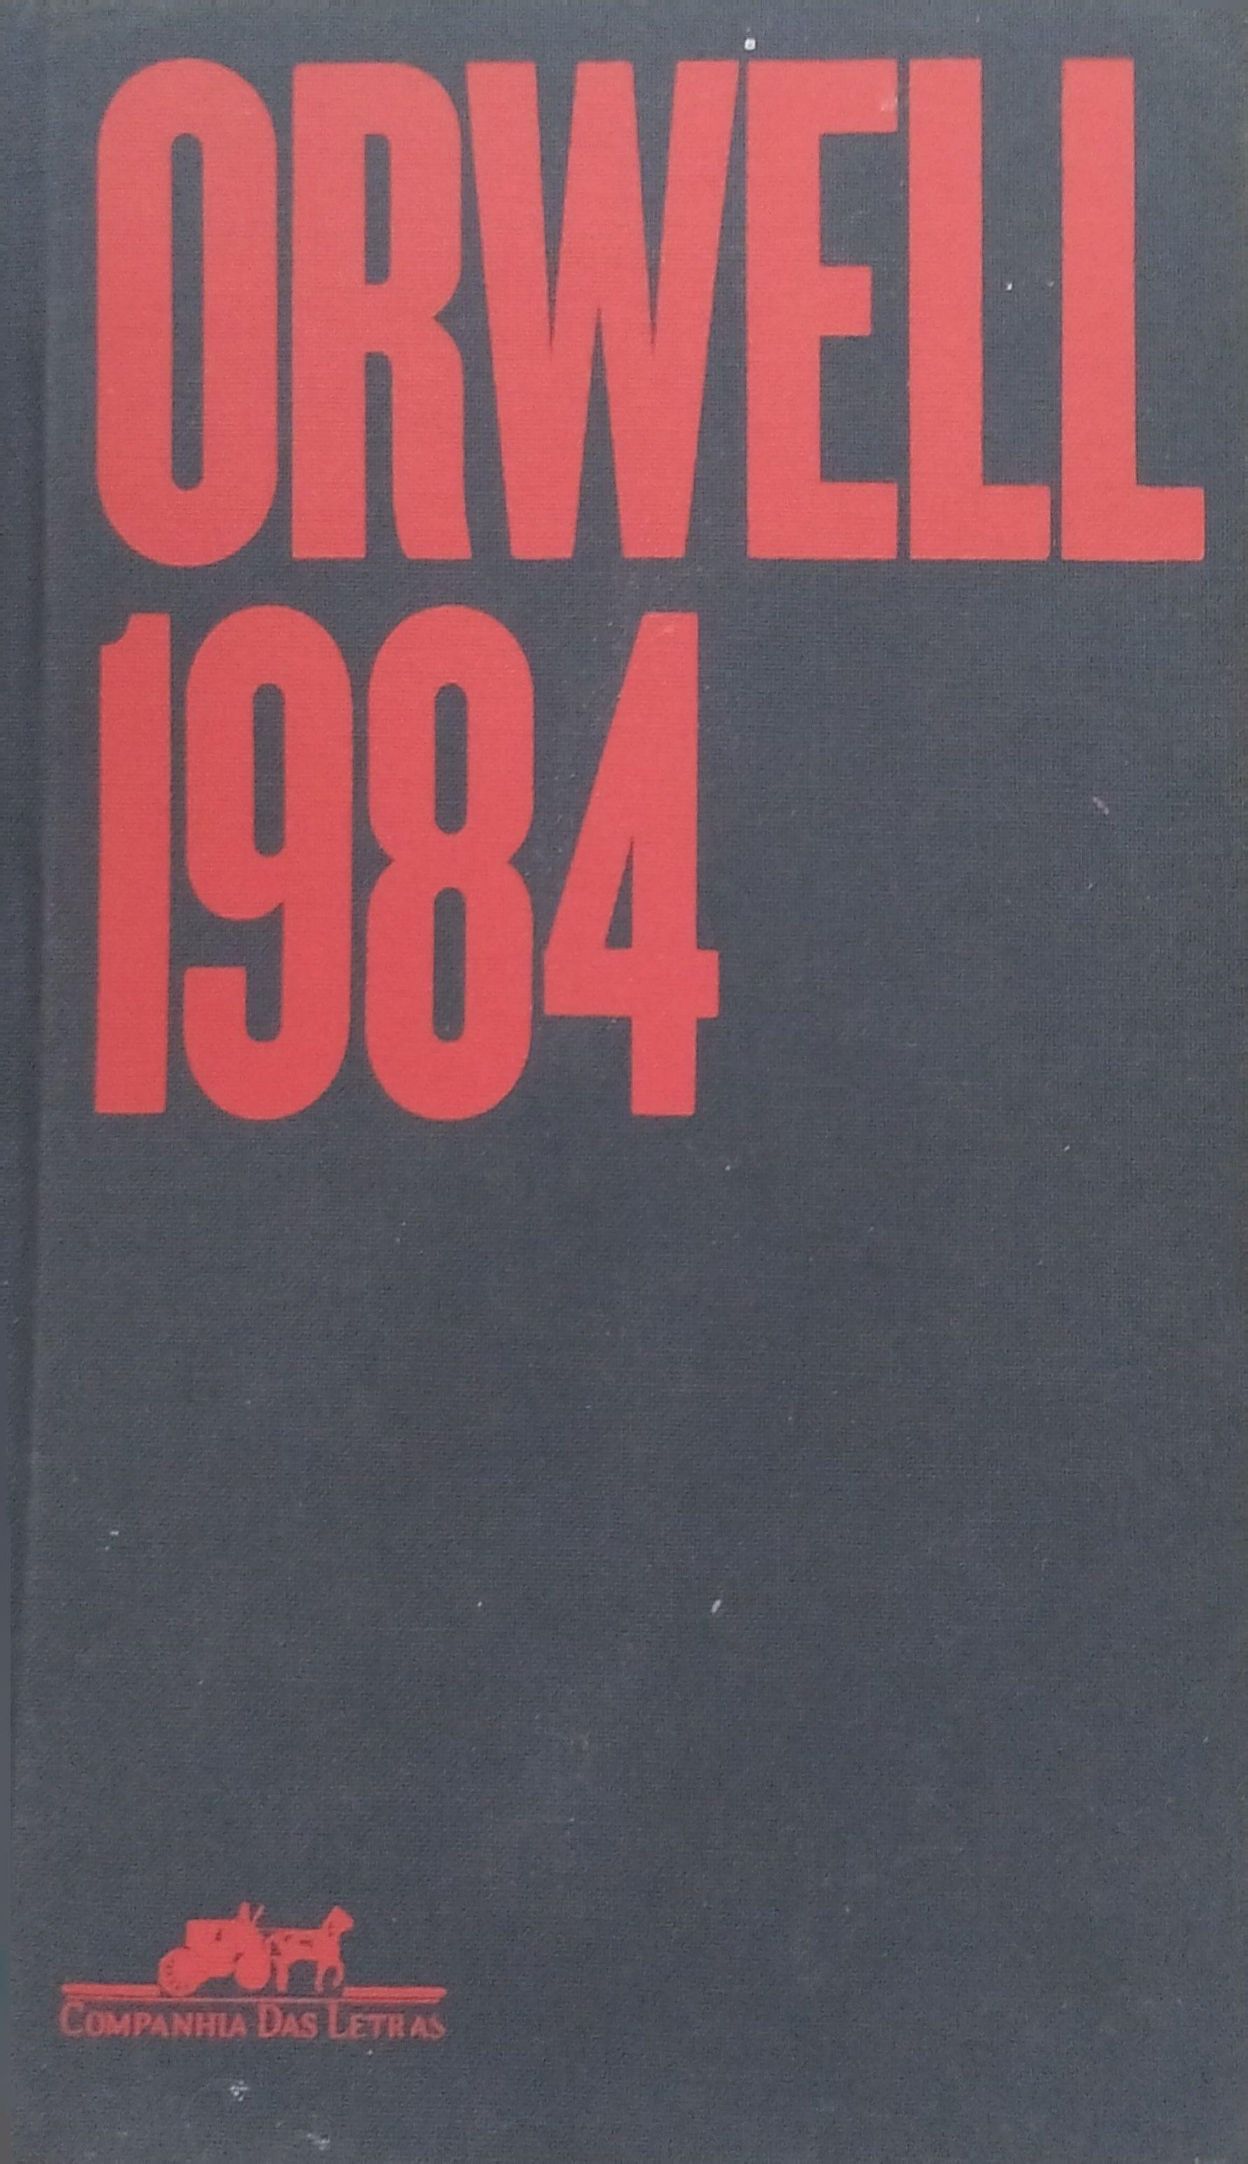 ORWELL
1984
COMPANHIA DAS LETRAS